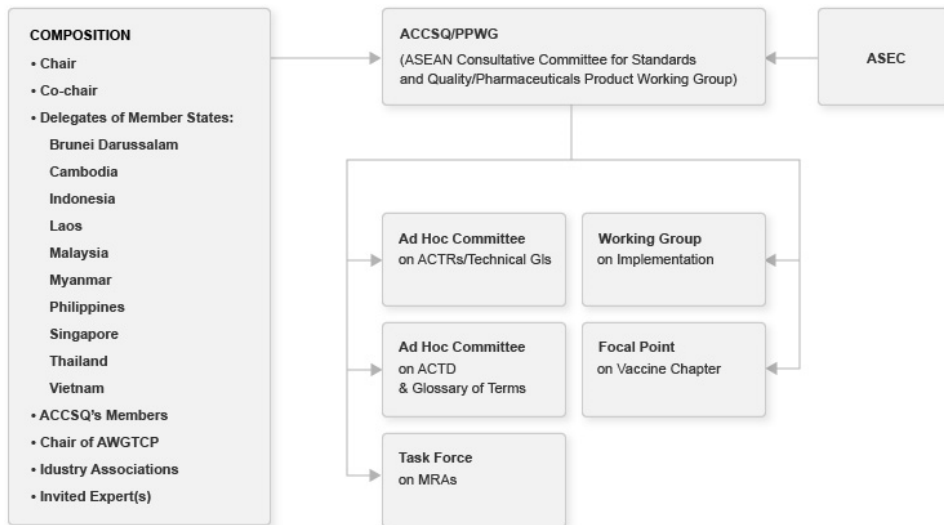 COMPOSITION
• Chair
• Co-chair
• Delegates of Member States:
Brunei Darussalam
Cambodia
Indonesia
Laos
Malaysia
Myanmar
Philippines
Singapore
Thailand
Vietnam
• ACCSQ's Members
• Chair of AWGTCP
• Idustry Associations
• Invited Expert(s)
ACCSQ/PPWG
(ASEAN Consultative Committee for Standards
and Quality/Pharmaceuticals Product Working Group)
ASEC
Ad Hoc Committee
on ACTRs/Technical Gls
Working Group
on Implementation
Ad Hoc Committee
on ACTD
& Glossary of Terms
Focal Point
on Vaccine Chapter
Task Force
on MRAs